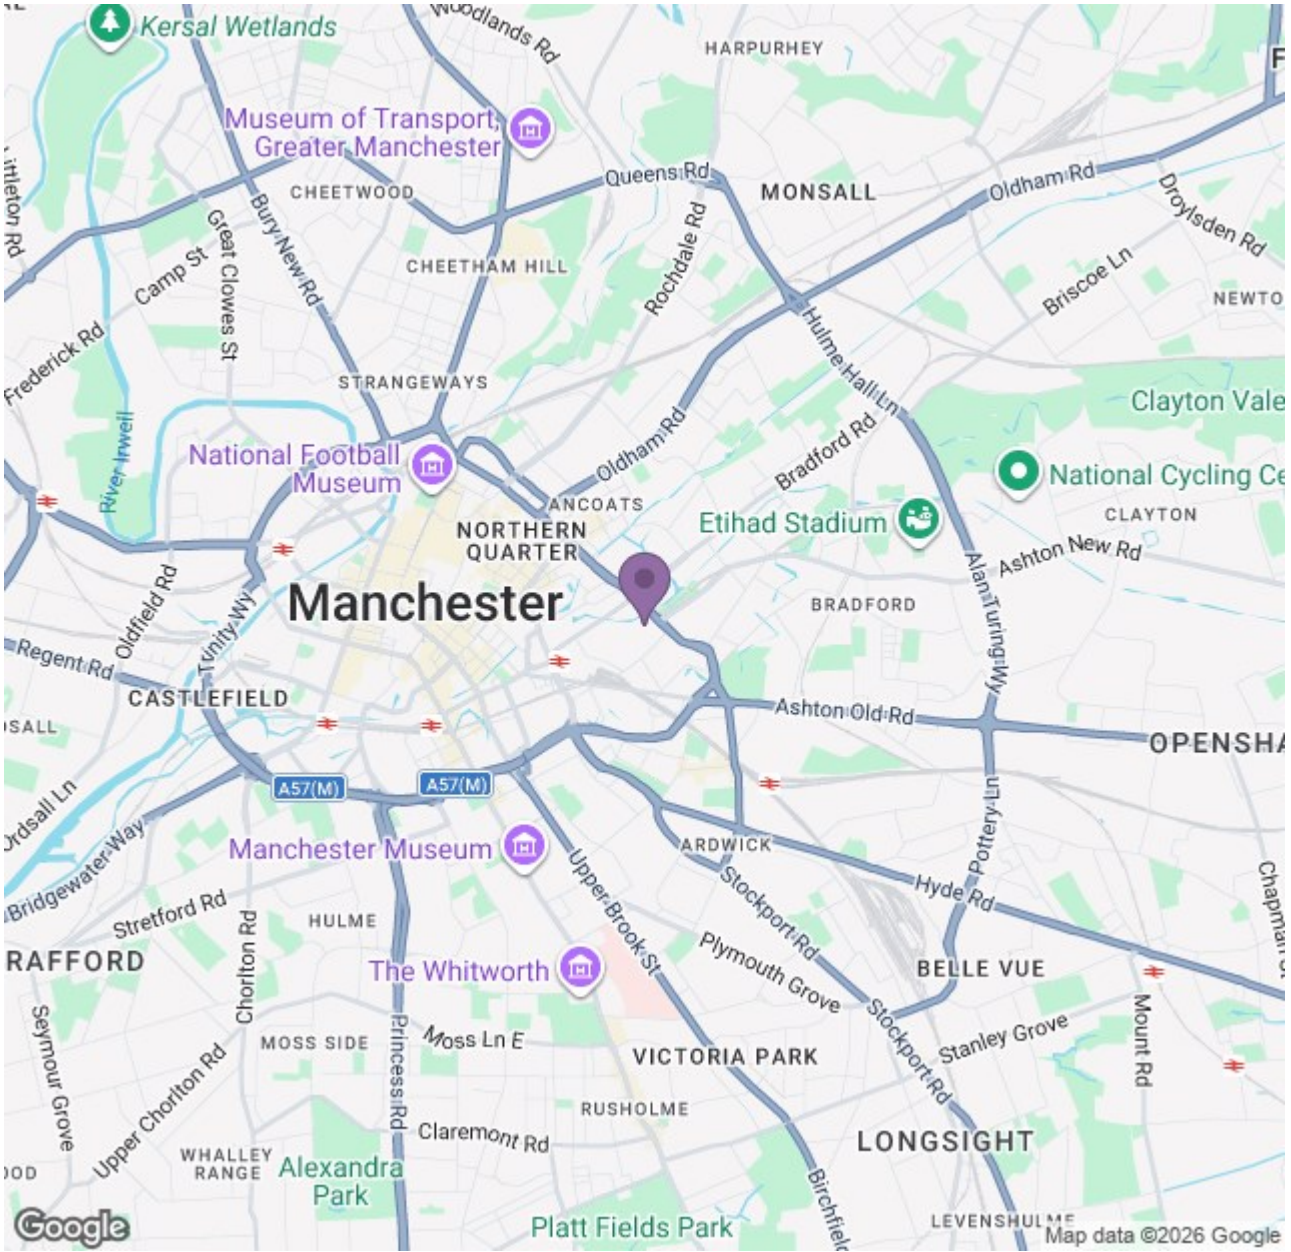 Kersal Wetlands
Woodlands Rd
HARPURHEY
F
Museum of Transport,
Greater Manchester
Littleton Rd
CHEETWOOD
Queens Rd
MONSALL
Oldham Rd
Droylsden Rd
Bury New Rd
Great Clowes St
Camp St
CHEETHAM HILL
Rochdale Rd
Briscoe Ln
NEWTO
Frederick Rd
Hulme Hall Ln
STRANGEWAYS
Clayton Vale
River Irwell
National Football
Museum
Oldham Rd
Bradford Rd
National Cycling Ce
ANCOATS
CLAYTON
NORTHERN
QUARTER
Etihad Stadium
Ashton New Rd
Oldfield Rd
Trinity Wy
Manchester
BRADFORD
Alan Turing Wy
Regent Rd
CASTLEFIELD
Ashton Old Rd
OPENSHA
A57(M)
A57(M)
Ordsall Ln
Bridgewater Way
Manchester Museum
ARDWICK
Pottery Ln
Stretford Rd
HULME
Upper Brook St
Stockport Rd
Hyde Rd
RAFFORD
Chorlton Rd
The Whitworth
Plymouth Grove
BELLE VUE
Seymour Grove
MOSS SIDE
Princess Rd
Moss Ln E
VICTORIA PARK
Stockport Rd
Stanley Grove
Mount Rd
Upper Chorlton Rd
RUSHOLME
Claremont Rd
LONGSIGHT
WHALLEY
RANGE
Alexandra
Park
Platt Fields Park
LEVENSHULME
Google
Map data ©2026 Google